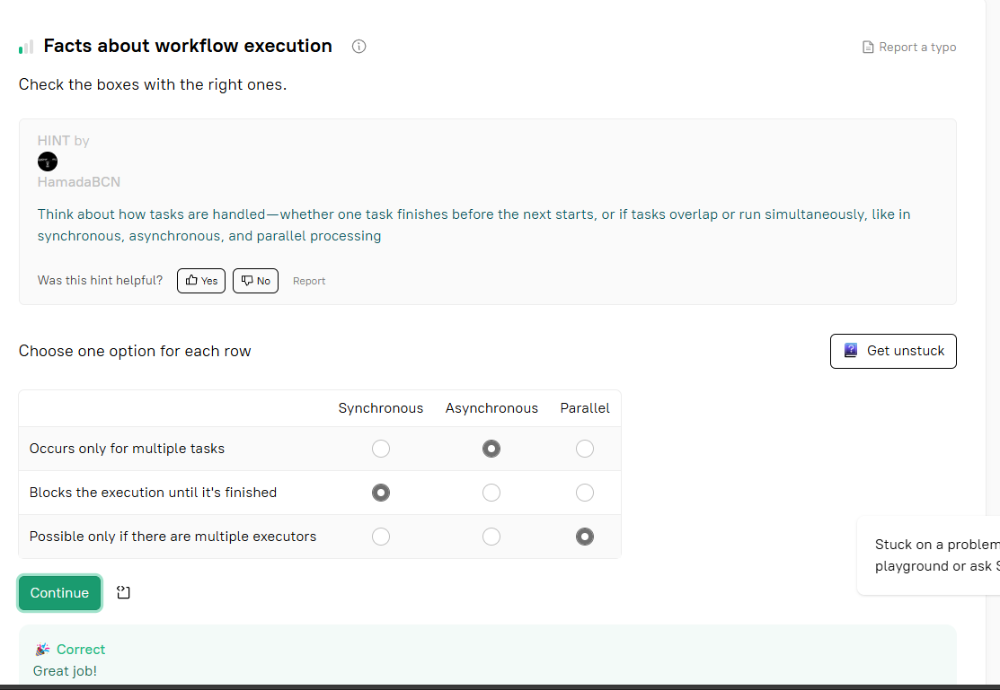 Facts about workflow execution
Report a typo
Check the boxes with the right ones.
HINT by
HamadaBCN
Think about how tasks are handled—whether one task finishes before the next starts, or if tasks overlap or run simultaneously, like in
synchronous, asynchronous, and parallel processing
Was this hint helpful? Yes No Report
Choose one option for each row
Get unstuck
Synchronous Asynchronous Parallel
Occurs only for multiple tasks
Blocks the execution until it's finished
Possible only if there are multiple executors
Stuck on a problem
playground or ask S
Continue
Correct
Great job!